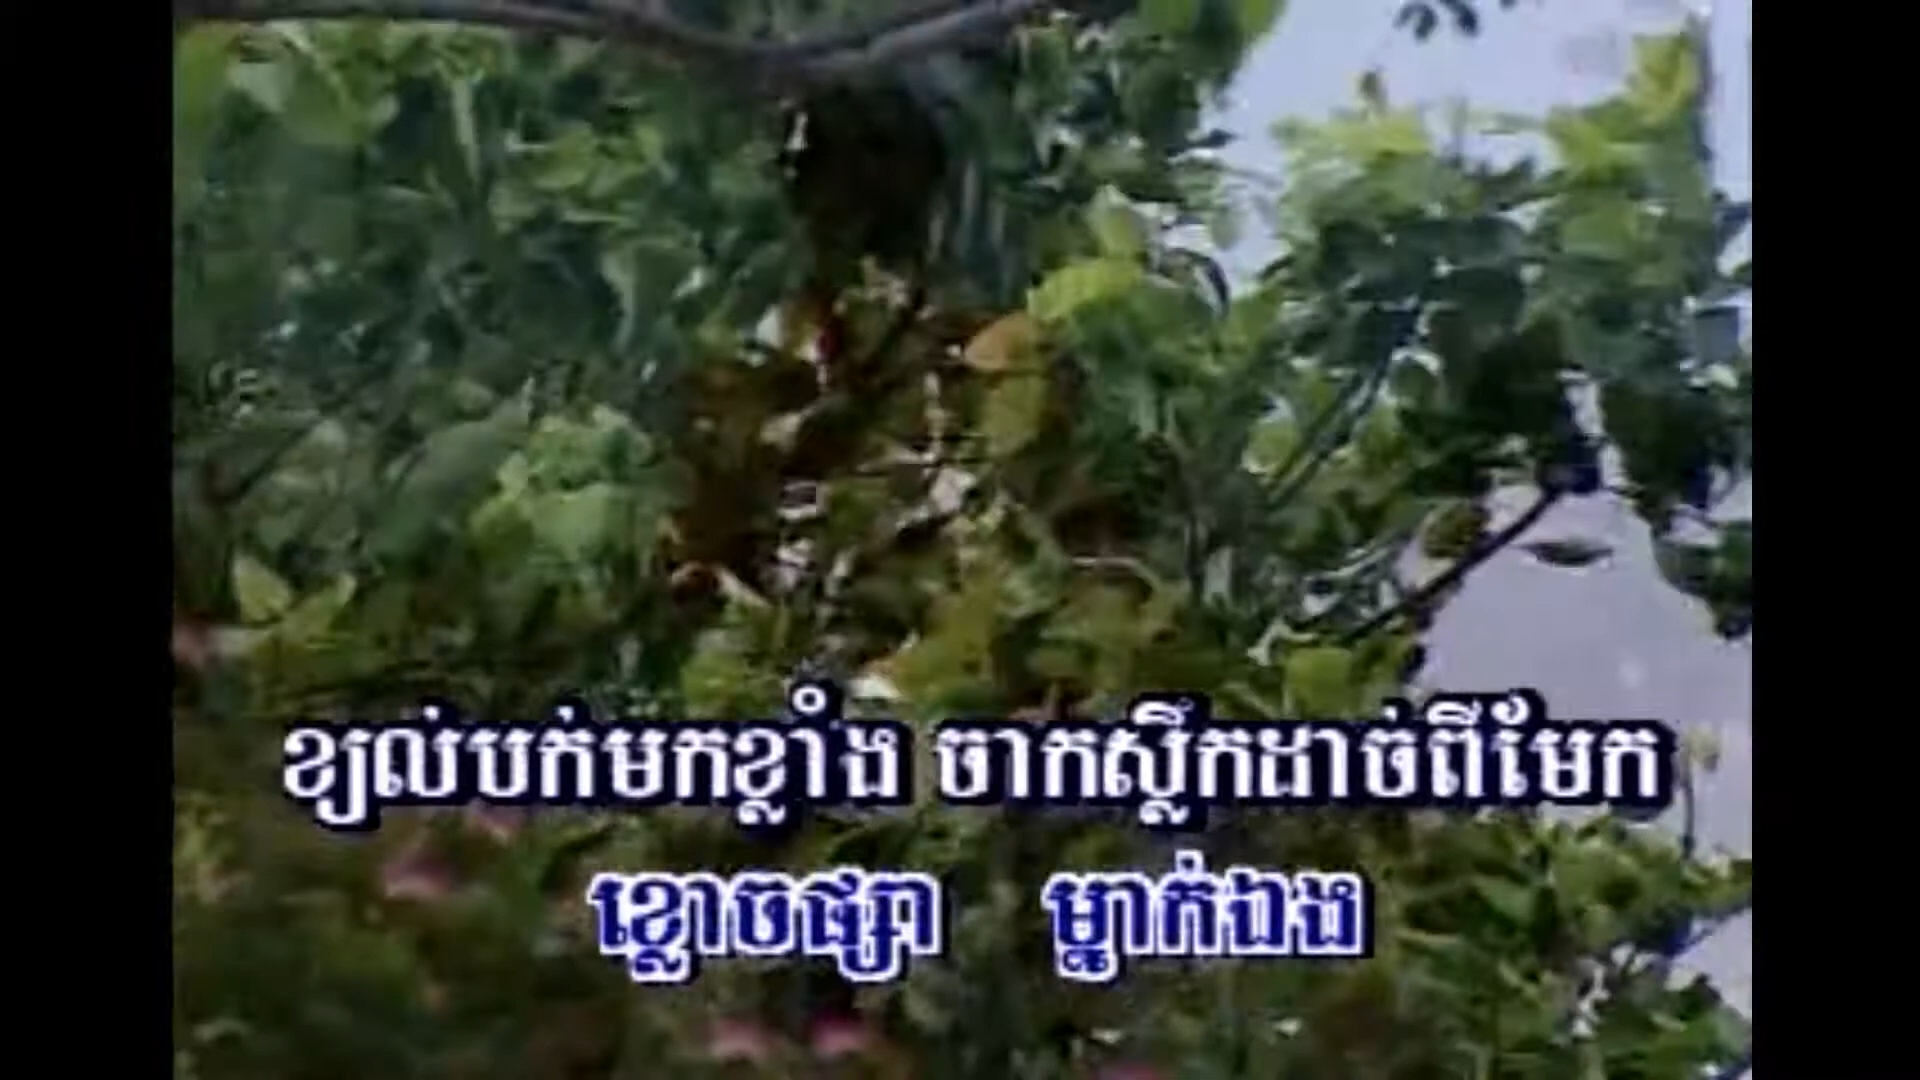 ខ្យល់បក់មកខ្លាំង ចាកស្លឹកដាច់ពីមែក
ខ្លោចផ្សា ម្នាក់ឯង